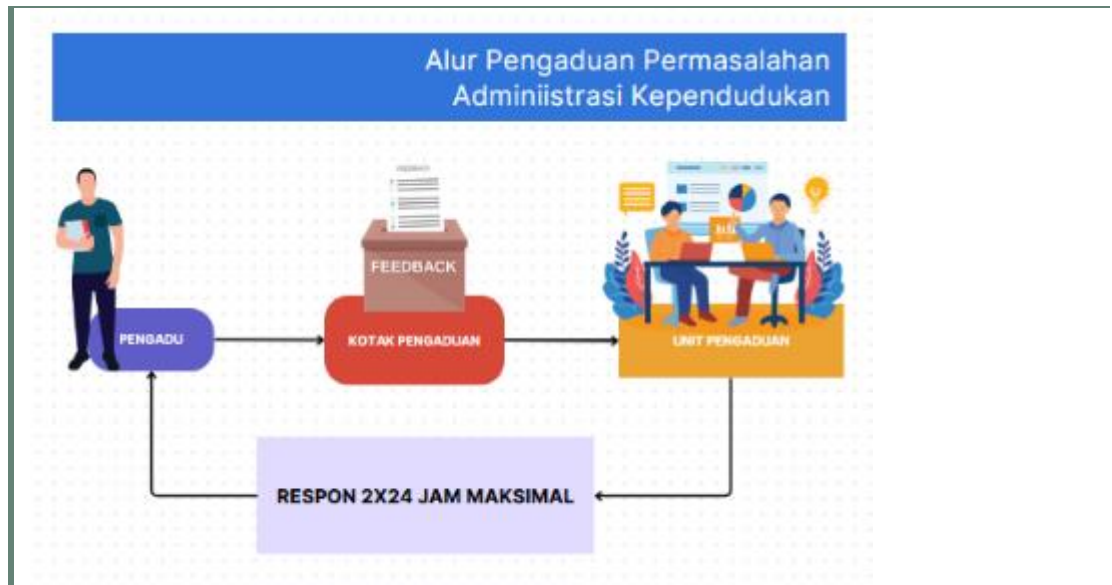 Alur Pengaduan Permasalahan
Adminiistrasi Kependudukan
FEEDBACK
PENGADU
KOTAK PENGADUAN
UNIT PENGADUAN
RESPON 2X24 JAM MAKSIMAL